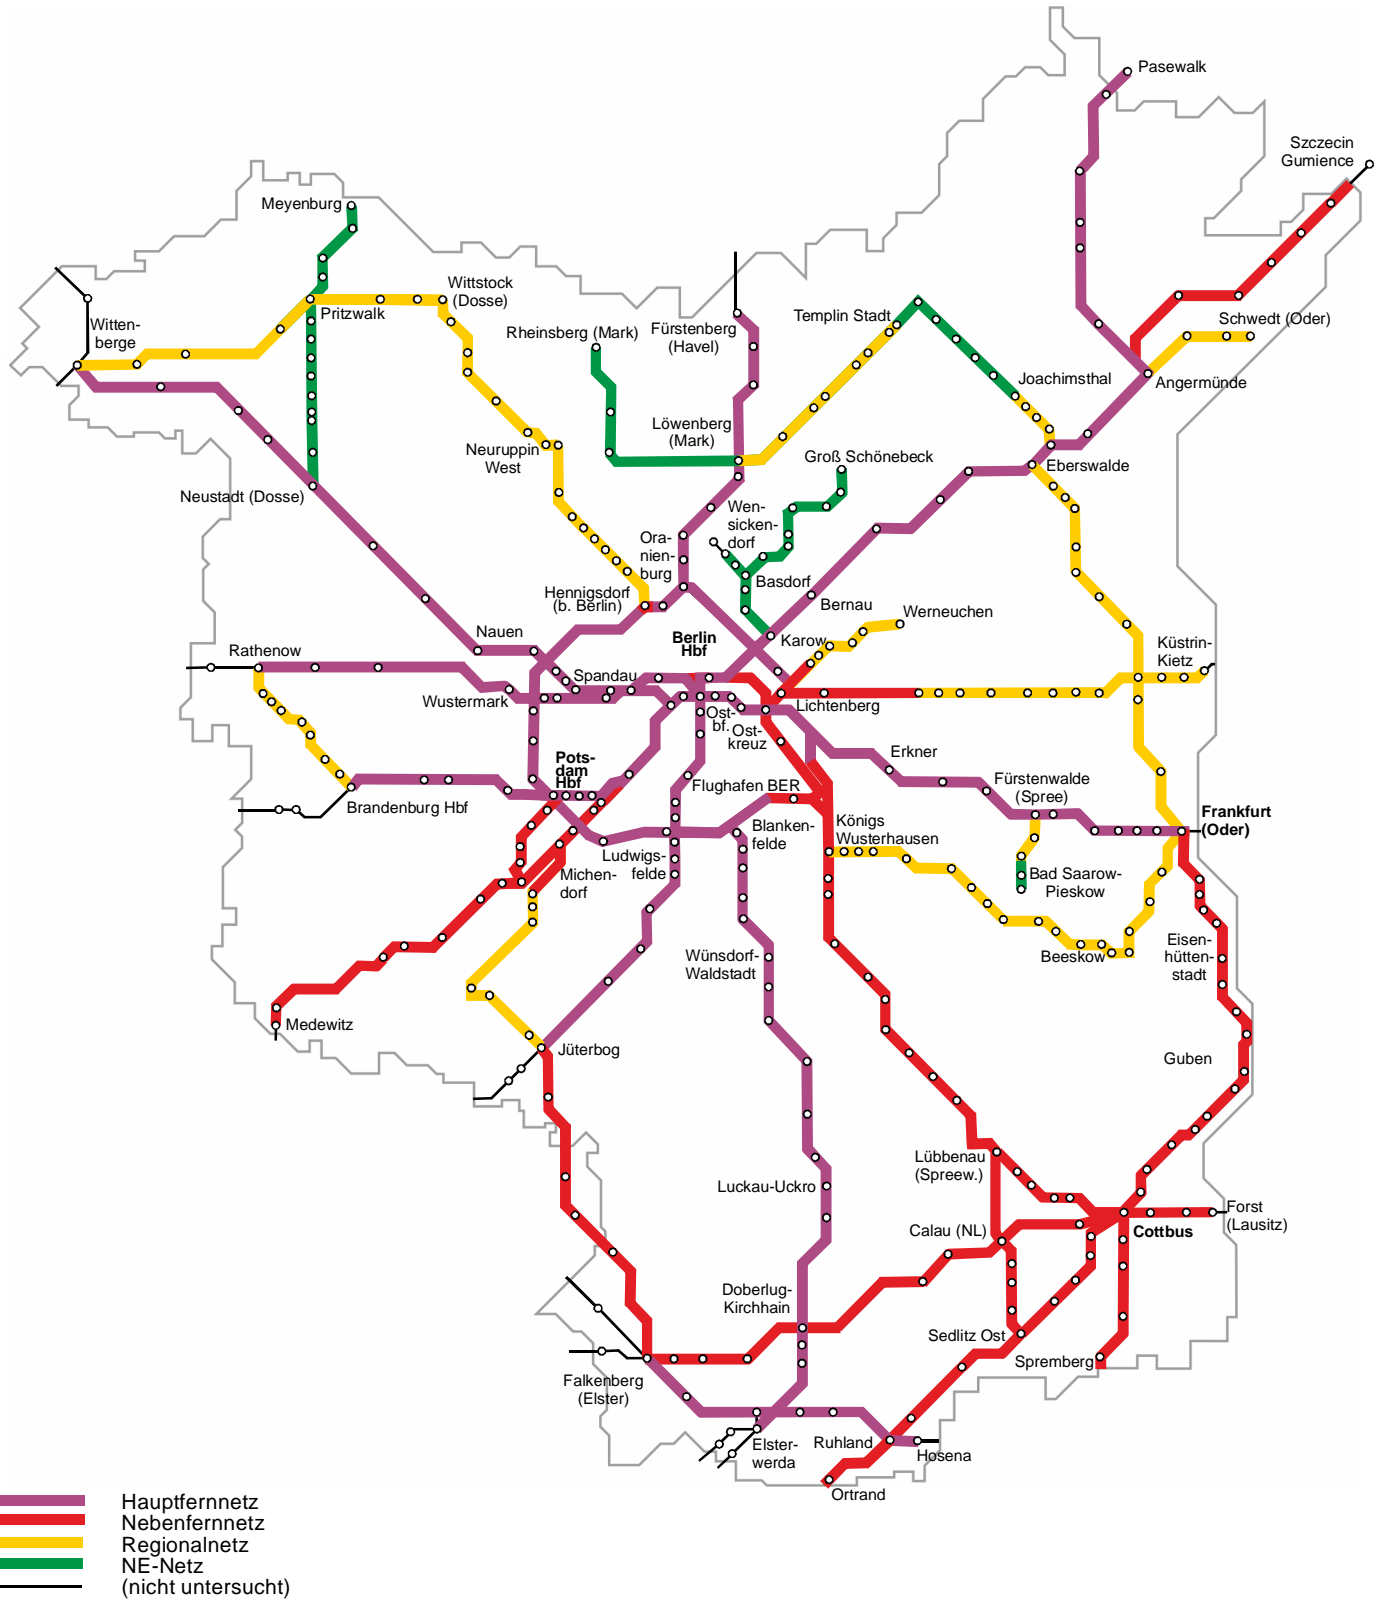 Pasewalk
Szczecin
Gumience
Meyenburg
Wittstock
(Dosse)
Pritzwalk
Witten-
berge
Rheinsberg (Mark)
Fürstenberg
(Havel)
Templin Stadt
Schwedt (Oder)
Joachimsthal
Angermünde
Löwenberg
(Mark)
Neuruppin
West
Groß Schönebeck
Eberswalde
Neustadt (Dosse)
Wen-
sicken-
dorf
Ora-
nien-
burg
Basdorf
Hennigsdorf
(b. Berlin)
Bernau
Werneuchen
Nauen
Berlin
Hbf
Karow
Küstrin-
Kietz
Rathenow
Spandau
Wustermark
Lichtenberg
Ost-
bf.
Ost-
kreuz
Erkner
Pots-
dam
Hbf
Flughafen BER
Fürstenwalde
(Spree)
Brandenburg Hbf
Frankfurt
(Oder)
Blanken-
felde
Königs
Wusterhausen
Ludwigs-
felde
Michen-
dorf
Bad Saarow-
Pieskow
Eisen-
hütten-
stadt
Wünsdorf-
Waldstadt
Beeskow
Medewitz
Jüterbog
Guben
Lübbenau
(Spreew.)
Luckau-Uckro
Forst
(Lausitz)
Calau (NL)
Cottbus
Doberlug-
Kirchhain
Sedlitz Ost
Spremberg
Falkenberg
(Elster)
Elster-
werda
Ruhland
Hosena
Ortrand
Hauptfernnetz
Nebenfernnetz
Regionalnetz
NE-Netz
(nicht untersucht)